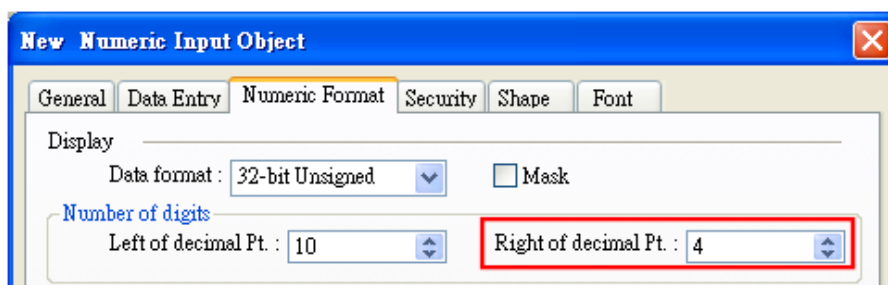 New Numeric Input Object
General Data Entry Numeric Format Security Shape Font
Display
Data format : 32-bit Unsigned Mask
Number of digits
Left of decimal Pt. : 10 Right of decimal Pt. : 4